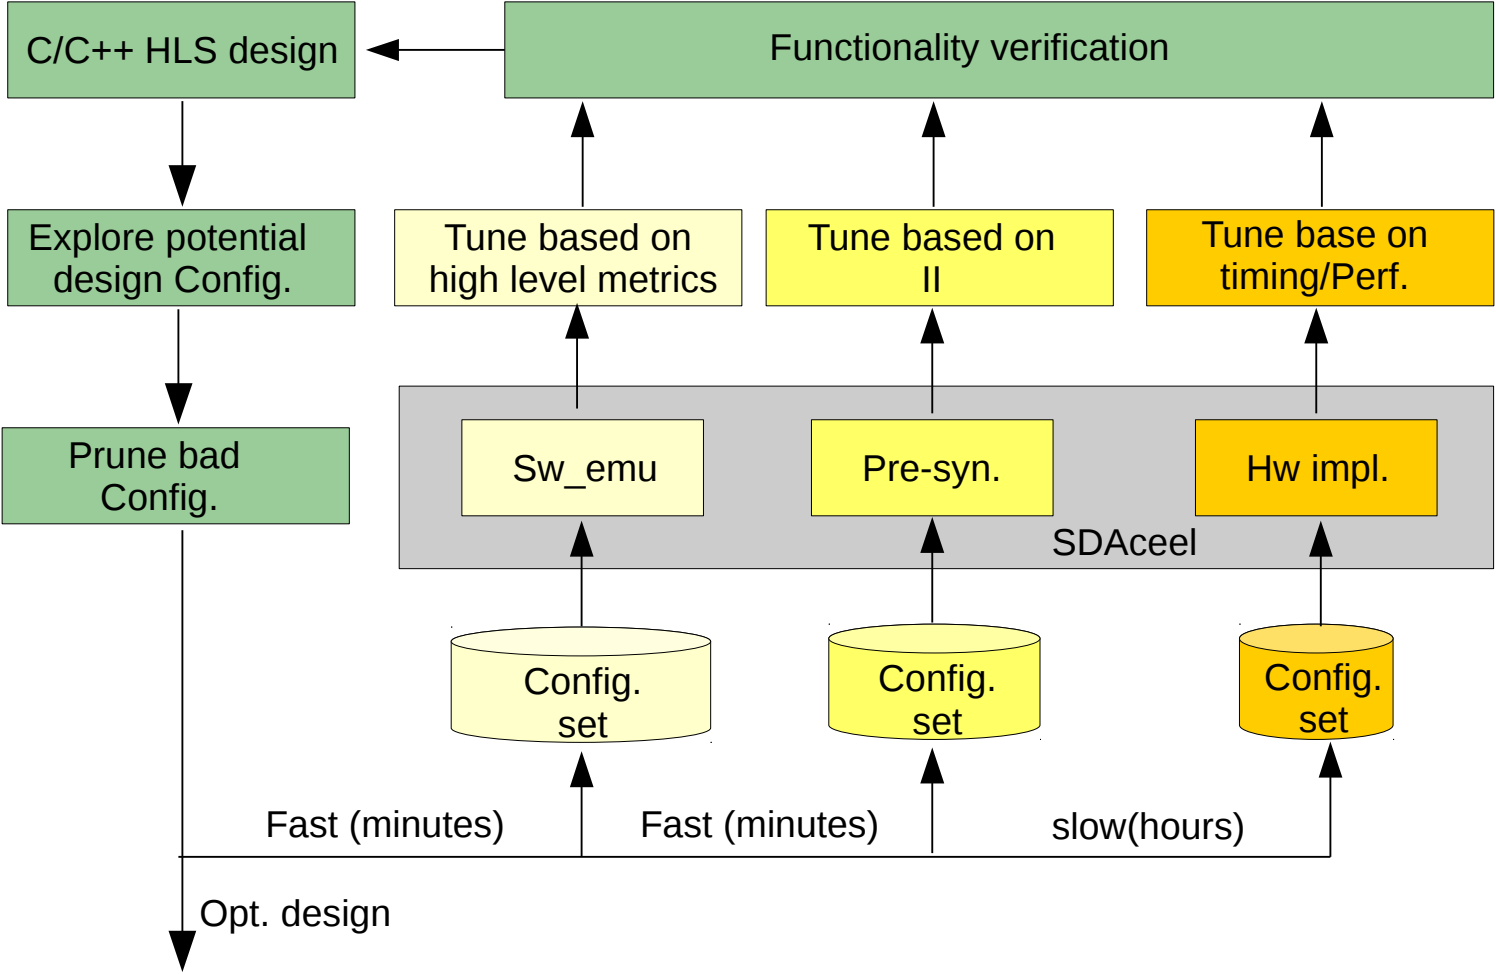 C/C++ HLS design
Functionality verification
Explore potential
design Config.
Tune based on
high level metrics
Tune based on
II
Tune base on
timing/Perf.
Prune bad
Config.
Sw_emu
Pre-syn.
Hw impl.
SDAceel
Config.
set
Config.
set
Config.
set
Fast (minutes)
Fast (minutes)
slow(hours)
Opt. design